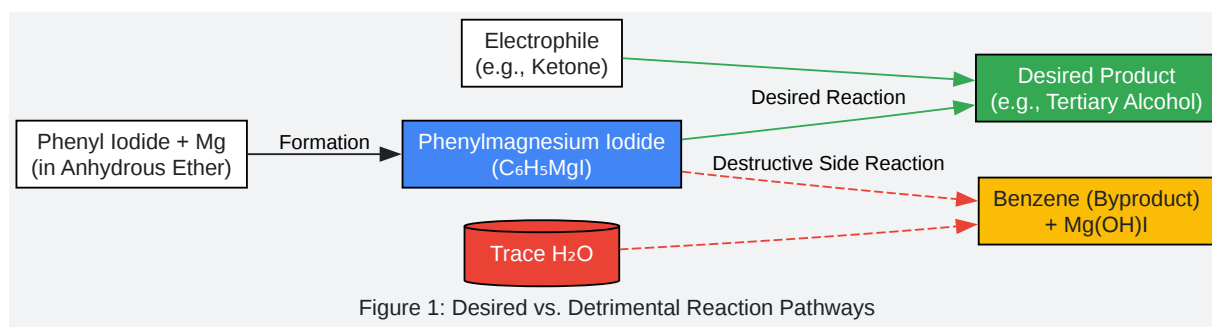 Electrophile
(e.g., Ketone)
Desired Product
(e.g., Tertiary Alcohol)
Desired Reaction
Phenyl Iodide + Mg
(in Anhydrous Ether)
Formation
Phenylmagnesium Iodide
(C₆H₅MgI)
Destructive Side Reaction
Benzene (Byproduct)
+ Mg(OH)I
Trace H₂O
Figure 1: Desired vs. Detrimental Reaction Pathways